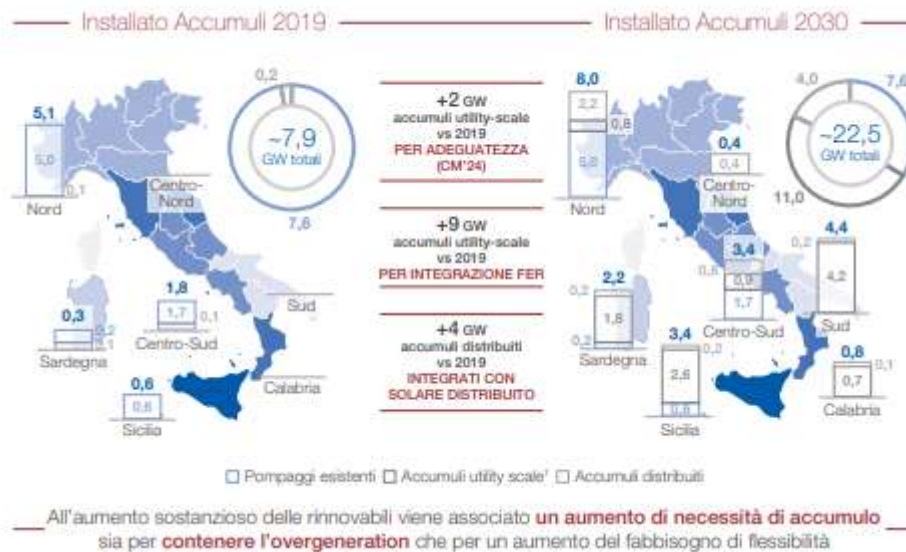 Installato Accumuli 2019
Installato Accumuli 2030
0,2
~7,9
GW totali
7,6
5,1
5,0
0,1
Nord
Centro-
Nord
1,8
1,7
0,1
Centro-Sud
Sud
0,3
0,2
0,1
Sardegna
0,6
0,6
Sicilia
Calabria
+2 GW
accumuli utility-scale
vs 2019
PER ADEGUATEZZA
(CM'24)
+9 GW
accumuli utility-scale
vs 2019
PER INTEGRAZIONE FER
+4 GW
accumuli distribuiti
vs 2019
INTEGRATI CON
SOLARE DISTRIBUITO
8,0
2,2
0,8
5,0
Nord
4,0
7,6
~22,5
GW totali
11,0
0,4
0,4
Centro-
Nord
3,4
0,8
0,9
1,7
Centro-Sud
4,4
0,2
4,2
Sud
2,2
0,2
1,8
0,2
Sardegna
3,4
0,2
2,6
0,6
Sicilia
0,8
0,1
0,7
Calabria
Pompaggi esistenti Accumuli utility scale¹ Accumuli distribuiti
All'aumento sostanzioso delle rinnovabili viene associato un aumento di necessità di accumulo
sia per contenere l'overgeneration che per un aumento del fabbisogno di flessibilità